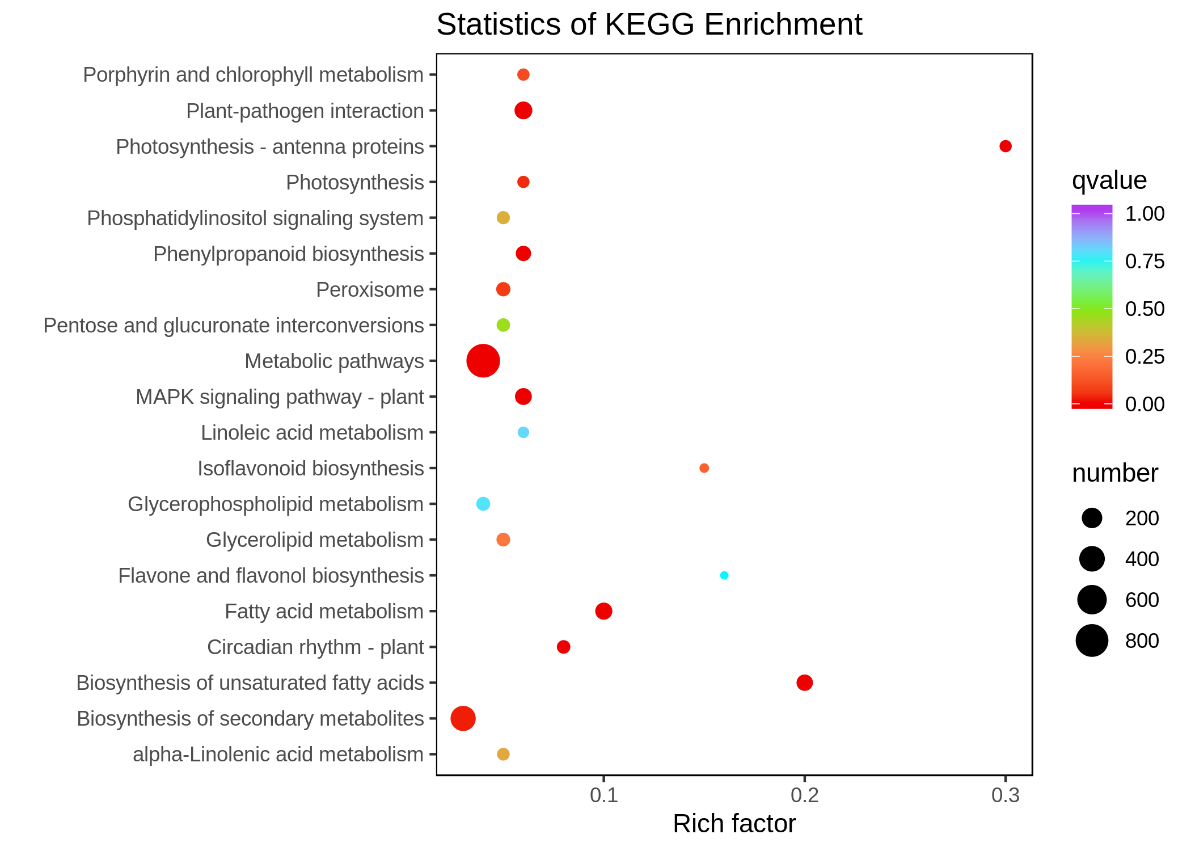 Statistics of KEGG Enrichment
Porphyrin and chlorophyll metabolism
Plant-pathogen interaction
Photosynthesis - antenna proteins
Photosynthesis
Phosphatidylinositol signaling system
Phenylpropanoid biosynthesis
Peroxisome
Pentose and glucuronate interconversions
Metabolic pathways
MAPK signaling pathway - plant
Linoleic acid metabolism
Isoflavonoid biosynthesis
Glycerophospholipid metabolism
Glycerolipid metabolism
Flavone and flavonol biosynthesis
Fatty acid metabolism
Circadian rhythm - plant
Biosynthesis of unsaturated fatty acids
Biosynthesis of secondary metabolites
alpha-Linolenic acid metabolism
0.1 0.2 0.3
Rich factor
qvalue
1.00
0.75
0.50
0.25
0.00
number
200
400
600
800